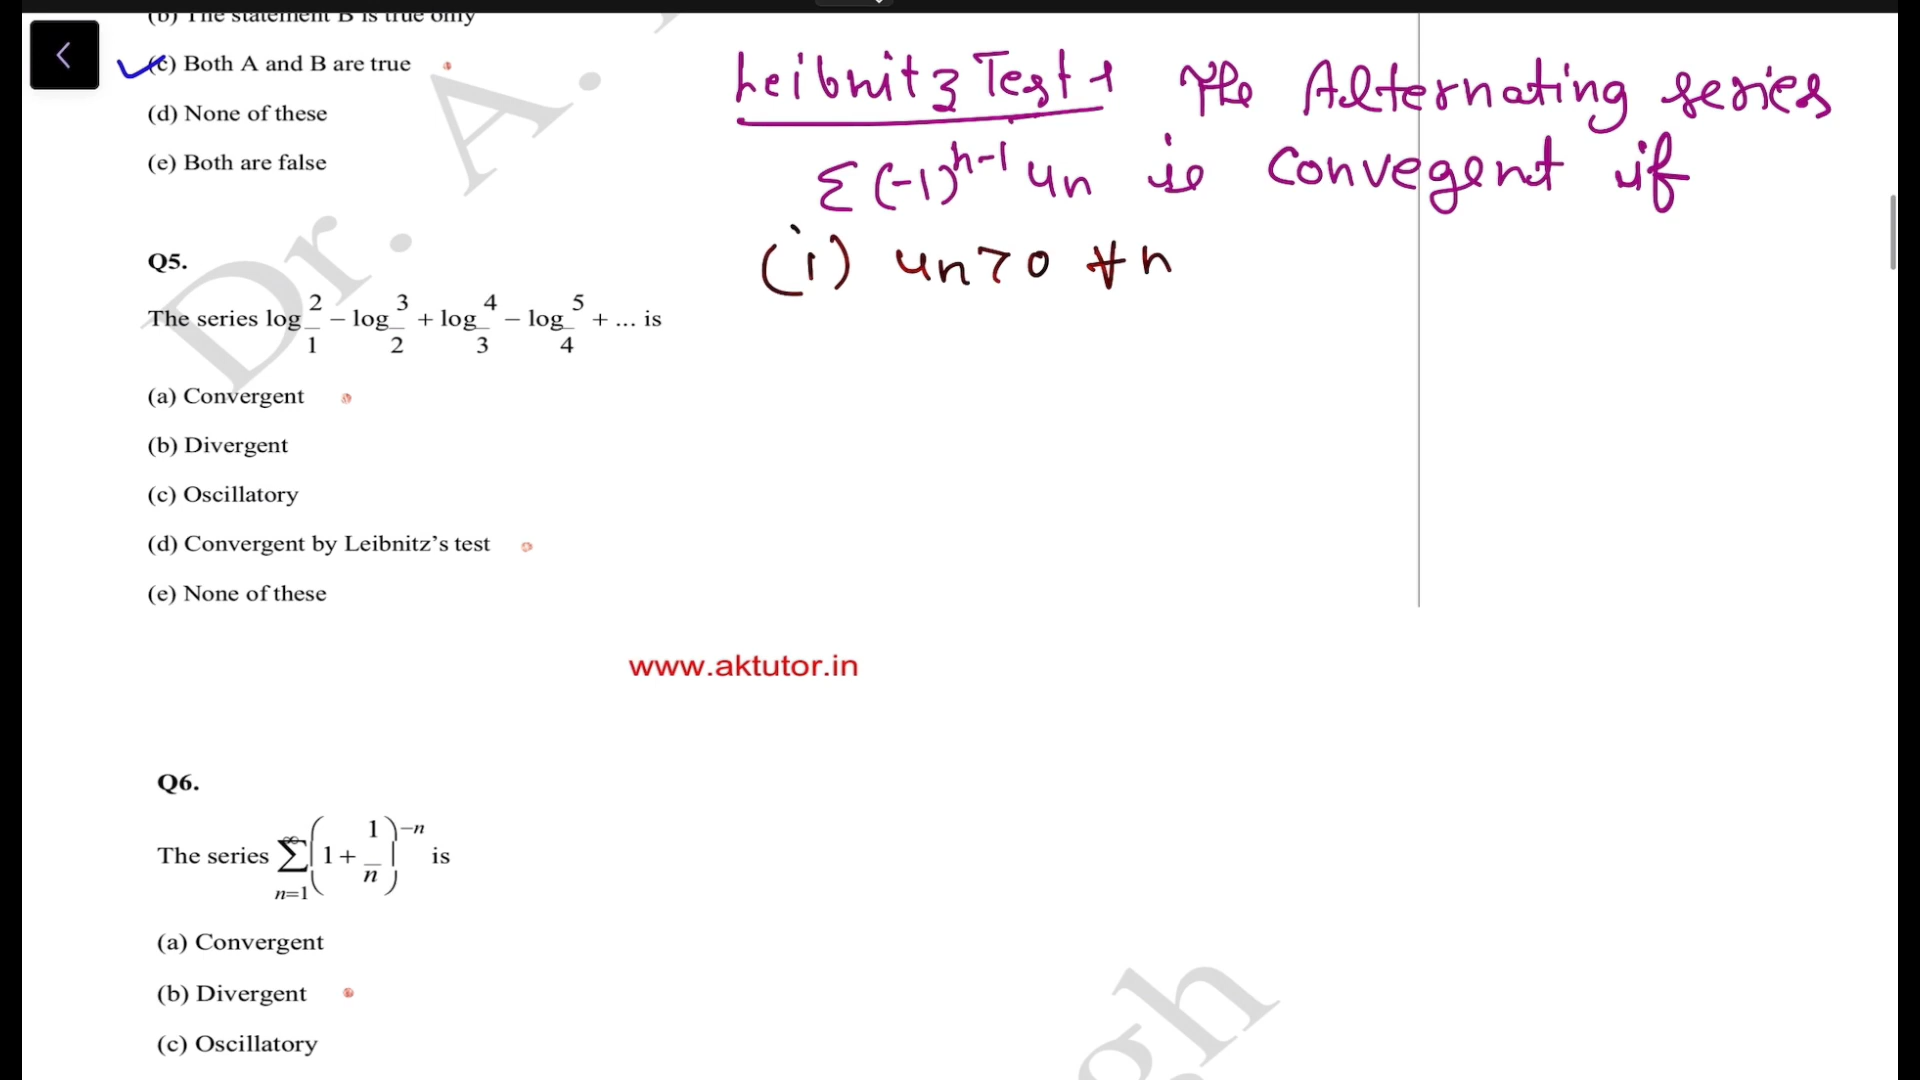 (b) The statement B is true only
(c) Both A and B are true
(d) None of these
(e) Both are false
Leibnitz Test The Alternating series
Σ(-1)^n-1 un is convegent if
(i) un>0 ∀n
Q5.
The series log 2/1 − log 3/2 + log 4/3 − log 5/4 + ... is
(a) Convergent
(b) Divergent
(c) Oscillatory
(d) Convergent by Leibnitz’s test
(e) None of these
www.aktutor.in
Q6.
The series ∑ n=1 ∞ (1 + 1/n)^−n is
(a) Convergent
(b) Divergent
(c) Oscillatory
Dr. A.
gh